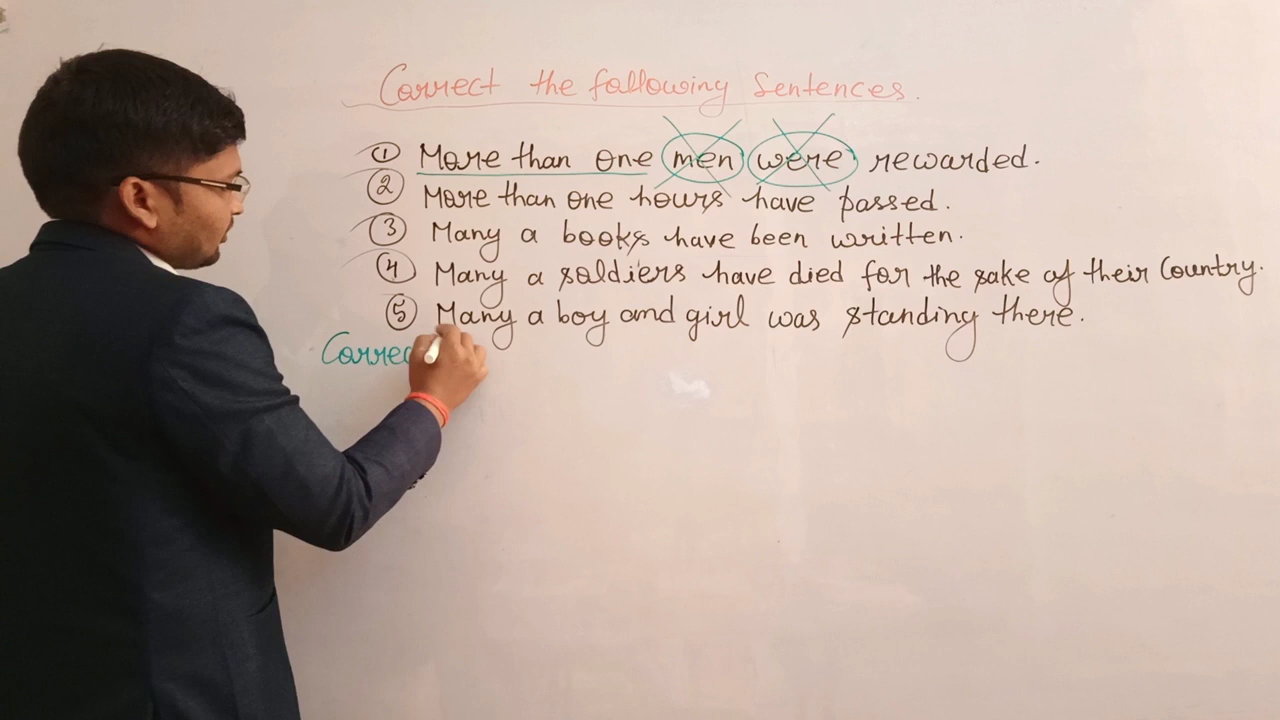 Correct the following Sentences.
① More than one men were rewarded.
② More than one hours have passed.
③ Many a books have been written.
④ Many a soldiers have died for the sake of their Country.
⑤ Many a boy and girl was standing there.
Correc